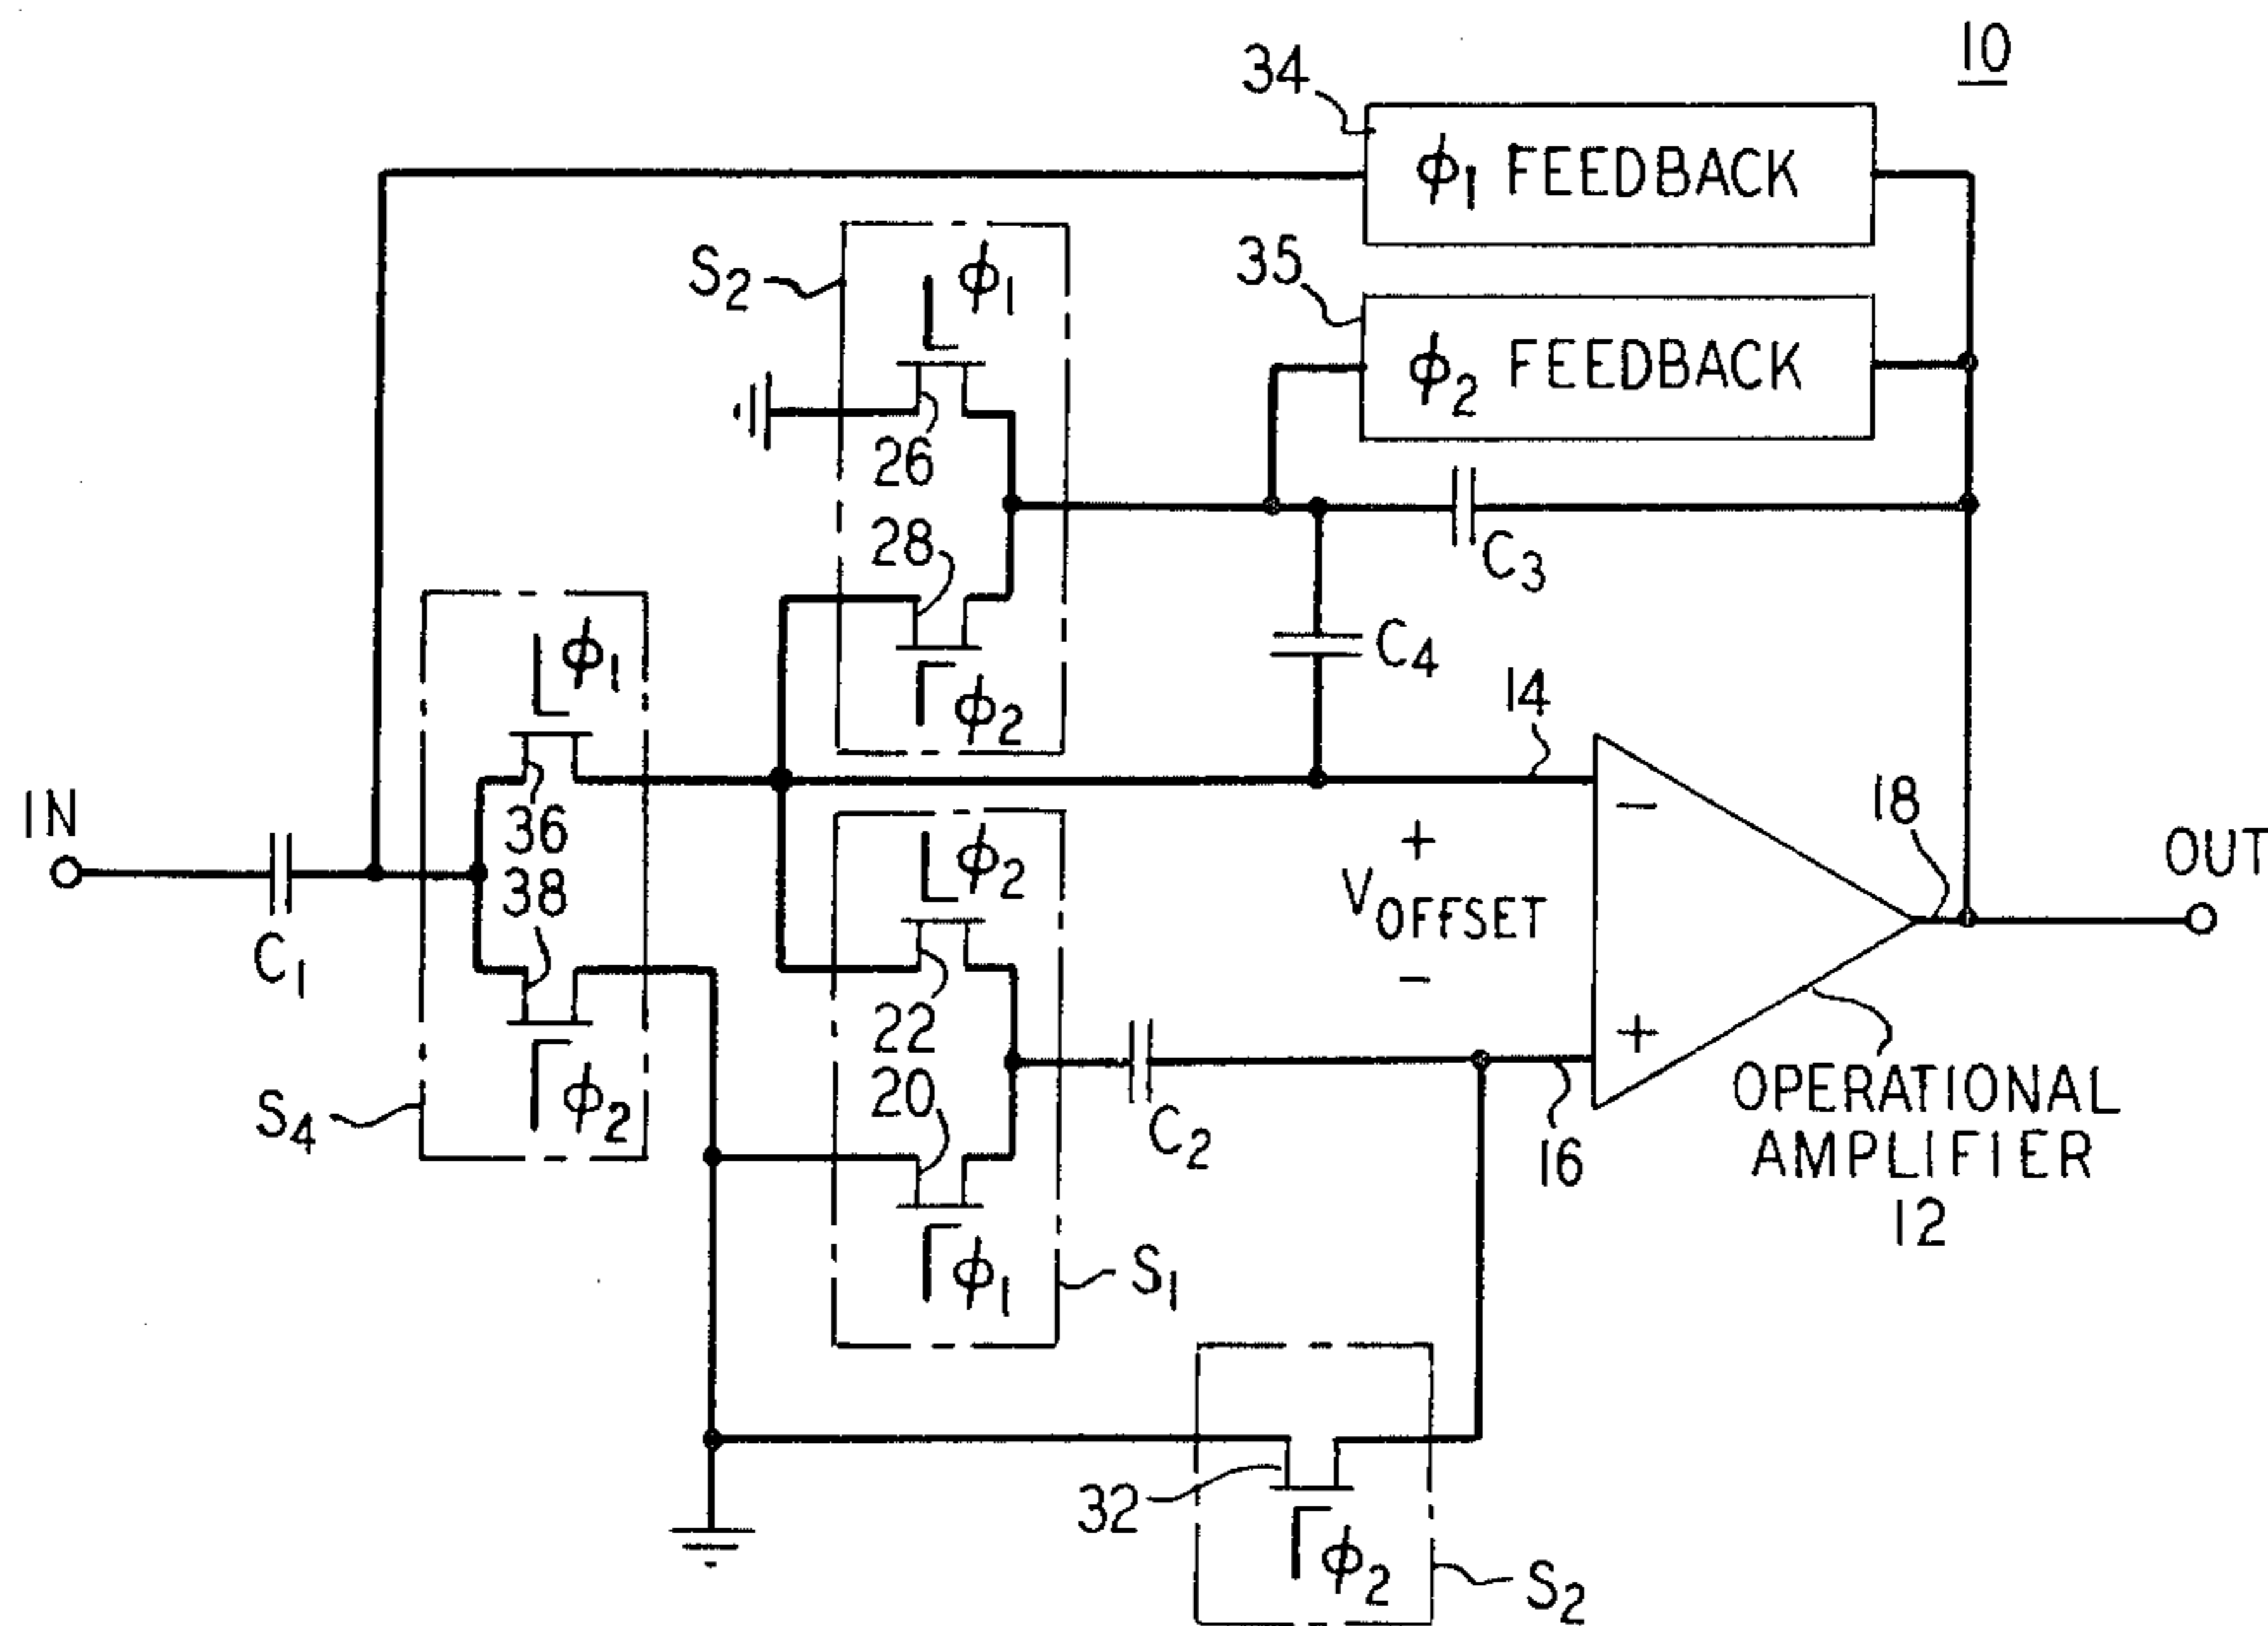 10
34
ϕ1 FEEDBACK
35
ϕ2 FEEDBACK
S2
ϕ1
26
28
ϕ2
C3
C4
14
IN
C1
ϕ1
36
38
ϕ2
S4
ϕ2
22
20
ϕ1
S1
C2
+
VOFFSET
−
−
+
16
18
OUT
OPERATIONAL
AMPLIFIER
12
32
ϕ2
S2